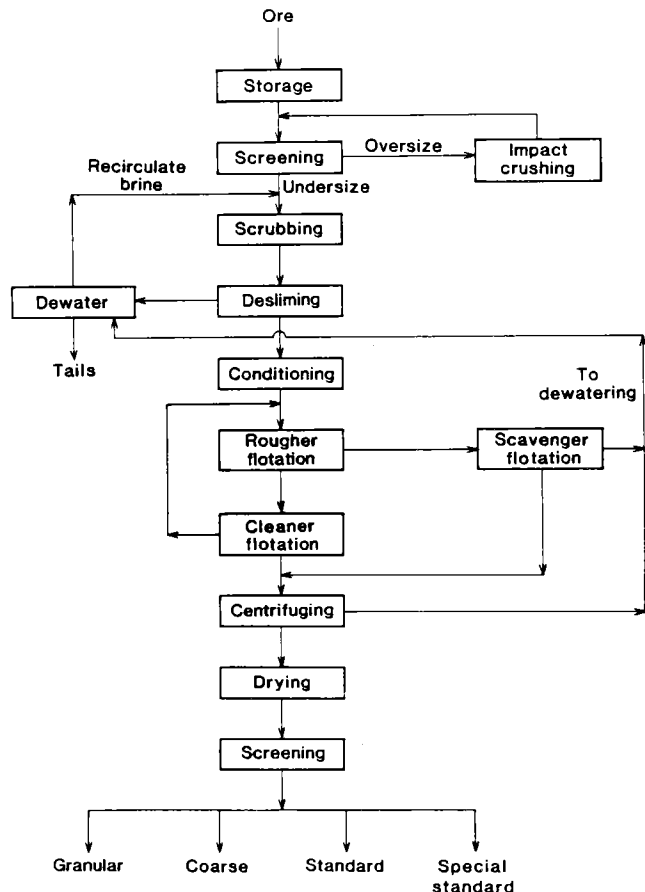 Ore
Storage
Screening
Oversize
Impact
crushing
Recirculate
brine
Undersize
Scrubbing
Dewater
Desliming
Tails
Conditioning
To
dewatering
Rougher
flotation
Scavenger
flotation
Cleaner
flotation
Centrifuging
Drying
Screening
Granular
Coarse
Standard
Special
standard